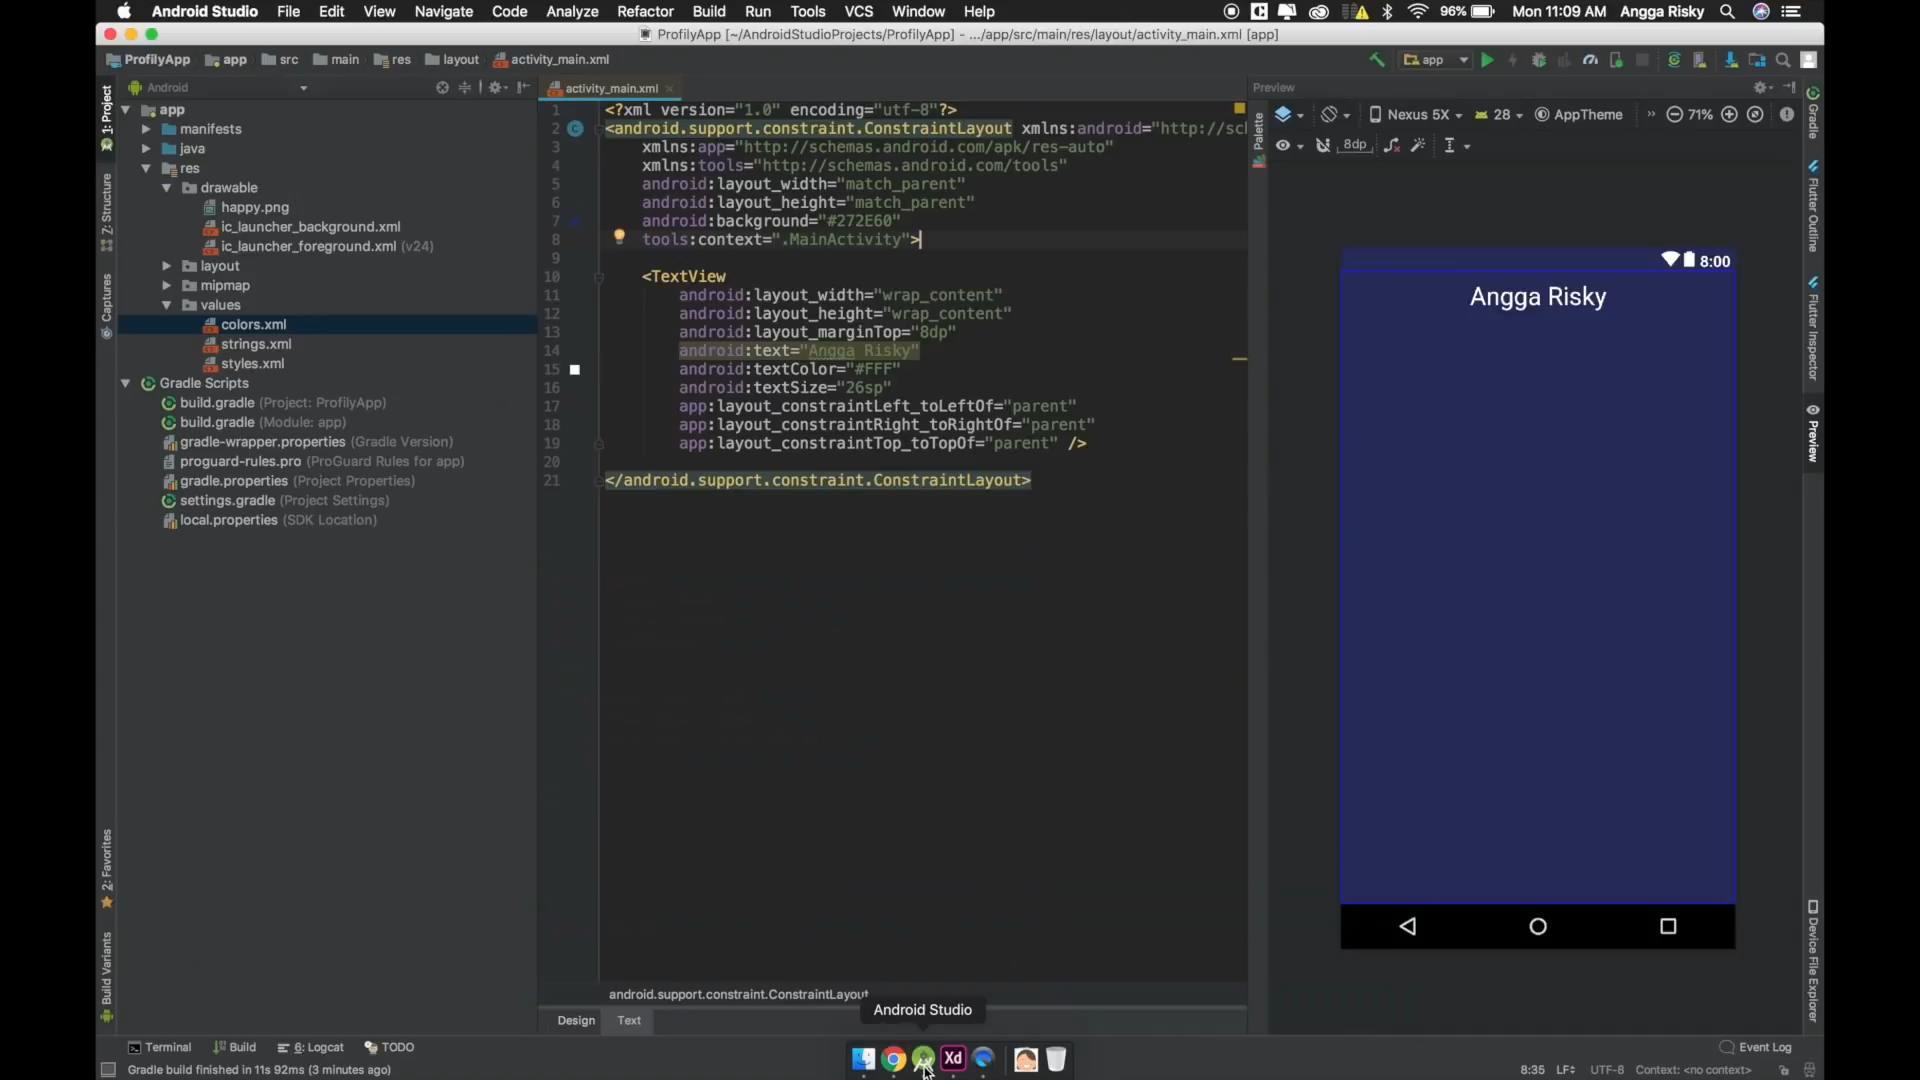 Android Studio File Edit View Navigate Code Analyze Refactor Build Run Tools VCS Window Help 96% Mon 11:09 AM Angga Risky
ProfilyApp [~/AndroidStudioProjects/ProfilyApp] - .../app/src/main/res/layout/activity_main.xml [app]
ProfilyApp app src main res layout activity_main.xml app
Android
activity_main.xml
Preview
1: Project
Z: Structure
Captures
2: Favorites
Build Variants
app
manifests
java
res
drawable
happy.png
ic_launcher_background.xml
ic_launcher_foreground.xml (v24)
layout
mipmap
values
colors.xml
strings.xml
styles.xml
Gradle Scripts
build.gradle (Project: ProfilyApp)
build.gradle (Module: app)
gradle-wrapper.properties (Gradle Version)
proguard-rules.pro (ProGuard Rules for app)
gradle.properties (Project Properties)
settings.gradle (Project Settings)
local.properties (SDK Location)
1 <?xml version="1.0" encoding="utf-8"?>
2 <android.support.constraint.ConstraintLayout xmlns:android="http://sch
3 xmlns:app="http://schemas.android.com/apk/res-auto"
4 xmlns:tools="http://schemas.android.com/tools"
5 android:layout_width="match_parent"
6 android:layout_height="match_parent"
7 android:background="#272E60"
8 tools:context=".MainActivity">
9
10 <TextView
11 android:layout_width="wrap_content"
12 android:layout_height="wrap_content"
13 android:layout_marginTop="8dp"
14 android:text="Angga Risky"
15 android:textColor="#FFF"
16 android:textSize="26sp"
17 app:layout_constraintLeft_toLeftOf="parent"
18 app:layout_constraintRight_toRightOf="parent"
19 app:layout_constraintTop_toTopOf="parent" />
20
21 </android.support.constraint.ConstraintLayout>
android.support.constraint.ConstraintLayout
Design Text
Palette
Nexus 5X 28 AppTheme » 71%
8dp
8:00
Angga Risky
Gradle
Flutter Outline
Flutter Inspector
Preview
Device File Explorer
Android Studio
Xd
Terminal Build 6: Logcat TODO Event Log
Gradle build finished in 11s 92ms (3 minutes ago) 8:35 LF÷ UTF-8 Context: <no context>